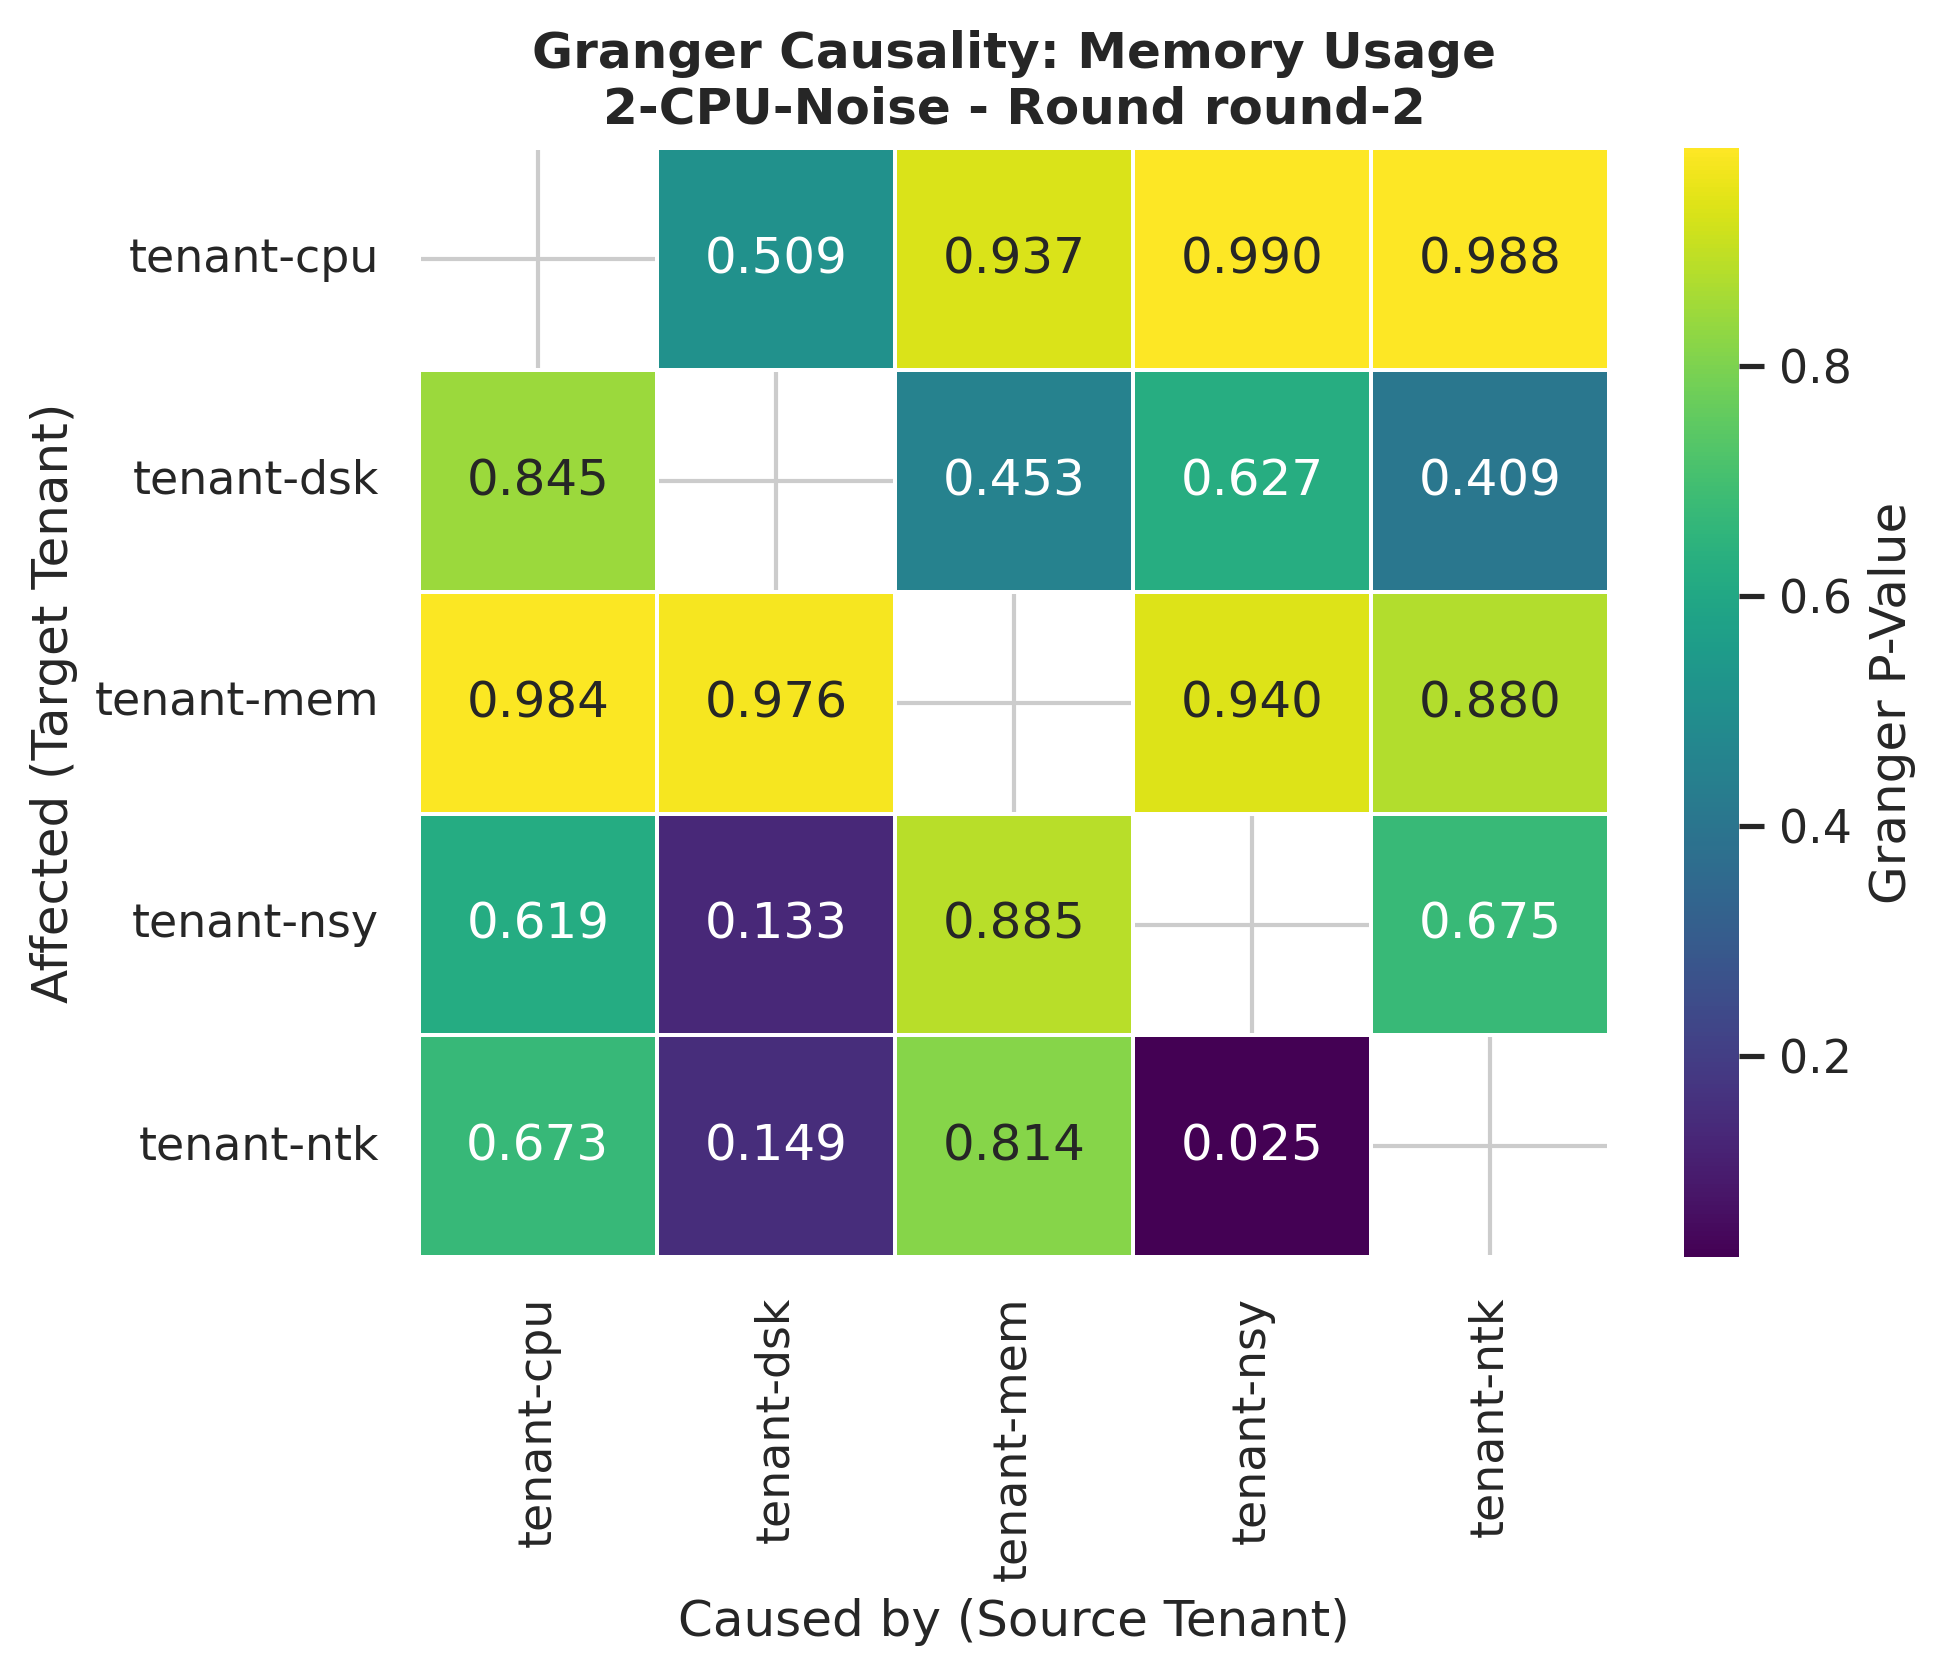 Granger Causality: Memory Usage
2-CPU-Noise - Round round-2
Affected (Target Tenant)
tenant-cpu 0.509 0.937 0.990 0.988
tenant-dsk 0.845 0.453 0.627 0.409
tenant-mem 0.984 0.976 0.940 0.880
tenant-nsy 0.619 0.133 0.885 0.675
tenant-ntk 0.673 0.149 0.814 0.025
tenant-cpu
tenant-dsk
tenant-mem
tenant-nsy
tenant-ntk
Caused by (Source Tenant)
0.8
0.6
0.4
0.2
Granger P-Value